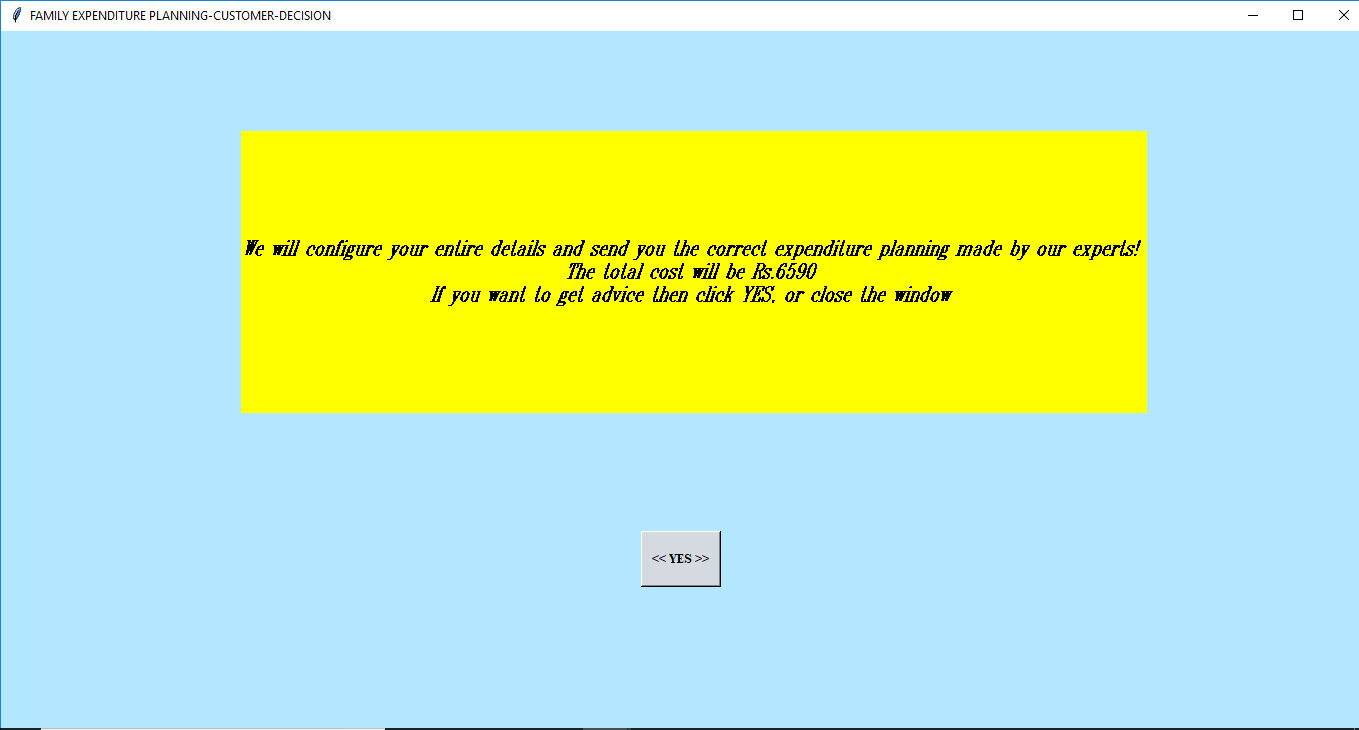 FAMILY EXPENDITURE PLANNING-CUSTOMER-DECISION
We will configure your entire details and send you the correct expenditure planning made by our experts!
The total cost will be Rs.6590
If you want to get advice then click YES, or close the window
<< YES >>